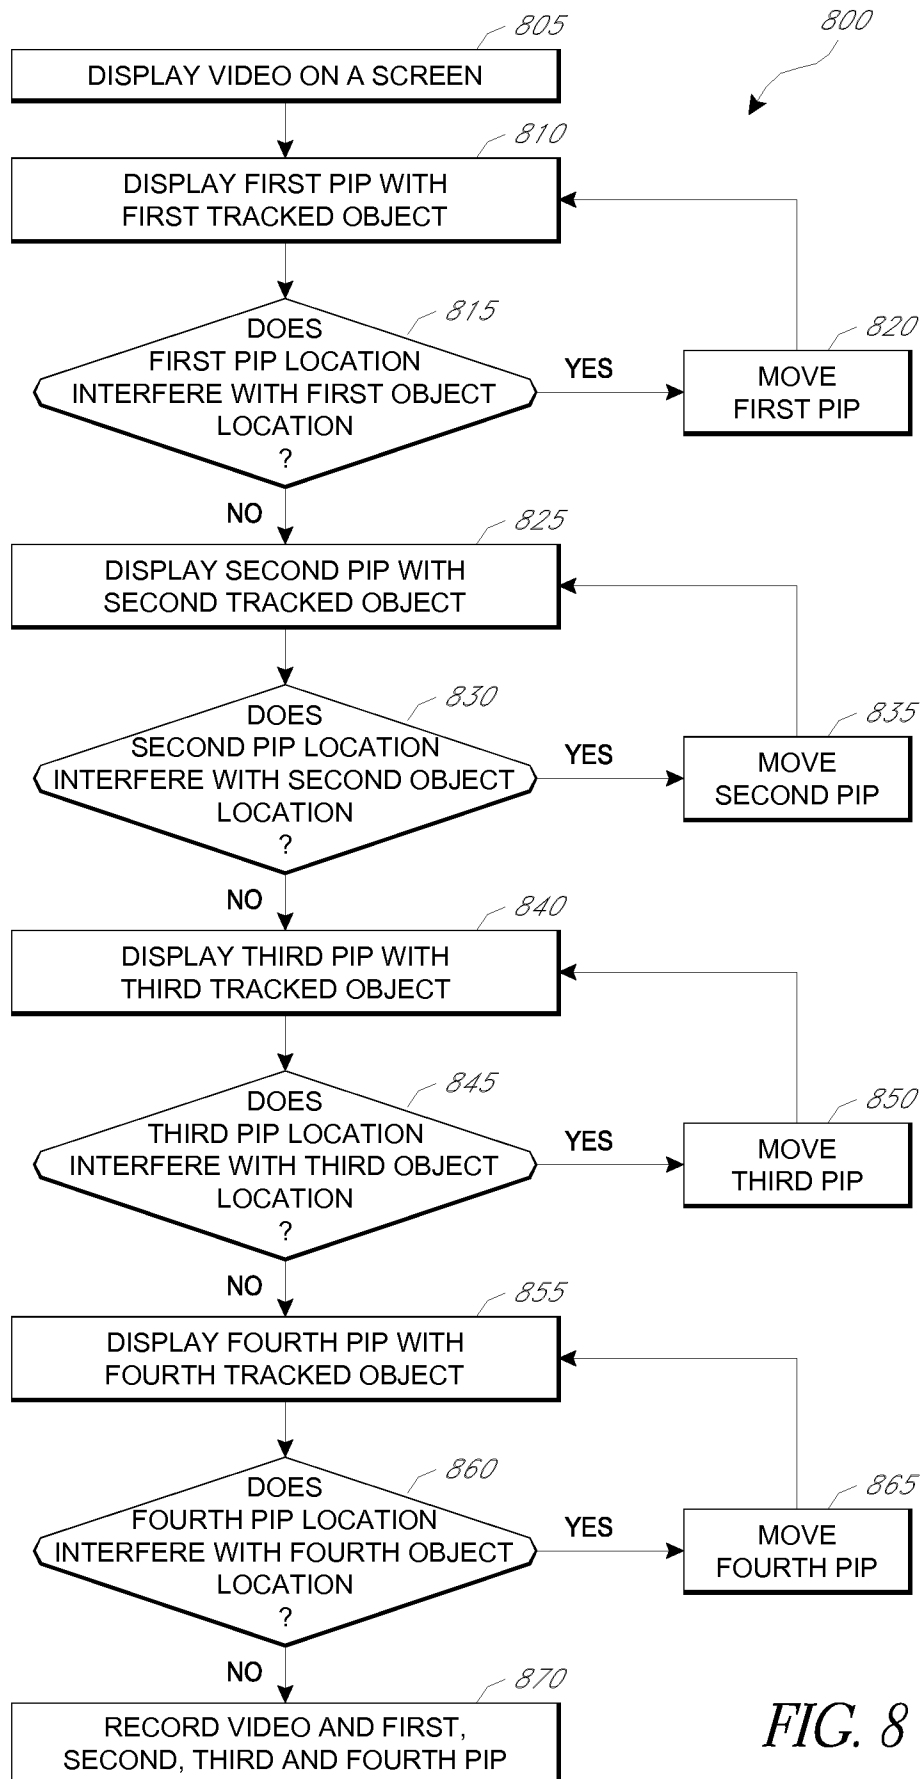 805
800
DISPLAY VIDEO ON A SCREEN
810
DISPLAY FIRST PIP WITH
FIRST TRACKED OBJECT
815
DOES
FIRST PIP LOCATION
INTERFERE WITH FIRST OBJECT
LOCATION
?
YES
820
MOVE
FIRST PIP
NO
825
DISPLAY SECOND PIP WITH
SECOND TRACKED OBJECT
830
DOES
SECOND PIP LOCATION
INTERFERE WITH SECOND OBJECT
LOCATION
?
YES
835
MOVE
SECOND PIP
NO
840
DISPLAY THIRD PIP WITH
THIRD TRACKED OBJECT
845
DOES
THIRD PIP LOCATION
INTERFERE WITH THIRD OBJECT
LOCATION
?
YES
850
MOVE
THIRD PIP
NO
855
DISPLAY FOURTH PIP WITH
FOURTH TRACKED OBJECT
860
DOES
FOURTH PIP LOCATION
INTERFERE WITH FOURTH OBJECT
LOCATION
?
YES
865
MOVE
FOURTH PIP
NO
870
RECORD VIDEO AND FIRST,
SECOND, THIRD AND FOURTH PIP
FIG. 8